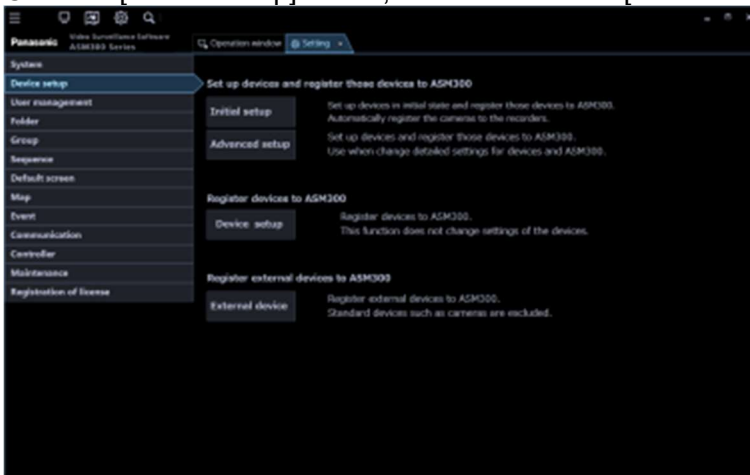 Panasonic Video Surveillance Software
ASM300 Series
Operation window
Setting
System
Device setup
User management
Folder
Group
Sequence
Default screen
Map
Event
Communication
Controller
Maintenance
Registration of license
Set up devices and register those devices to ASM300
Initial setup
Set up devices in initial state and register those devices to ASM300.
Automatically register the cameras to the recorders.
Advanced setup
Set up devices and register those devices to ASM300.
Use when change detailed settings for devices and ASM300.
Register devices to ASM300
Device setup
Register devices to ASM300.
This function does not change settings of the devices.
Register external devices to ASM300
External device
Register external devices to ASM300.
Standard devices such as cameras are excluded.